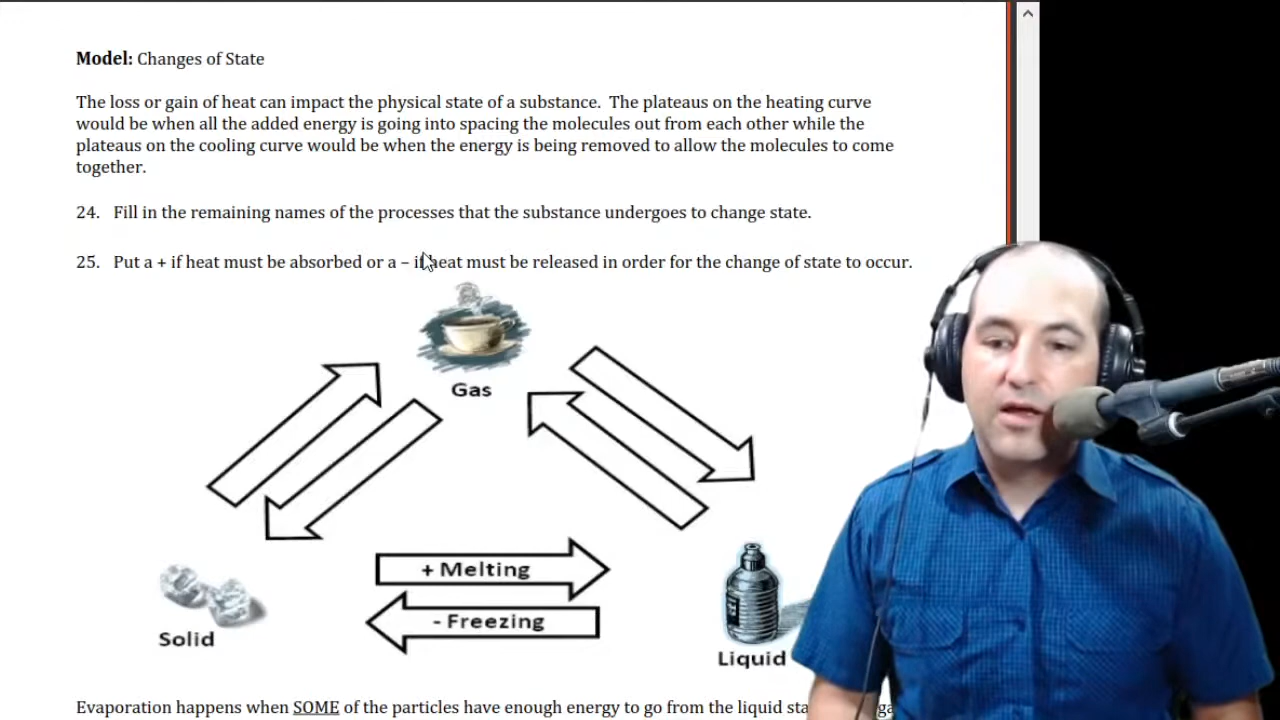 Model: Changes of State
The loss or gain of heat can impact the physical state of a substance.  The plateaus on the heating curve
would be when all the added energy is going into spacing the molecules out from each other while the
plateaus on the cooling curve would be when the energy is being removed to allow the molecules to come
together.
24.  Fill in the remaining names of the processes that the substance undergoes to change state.
25.  Put a + if heat must be absorbed or a – if heat must be released in order for the change of state to occur.
Gas
+ Melting
- Freezing
Solid
Liquid
Evaporation happens when SOME of the particles have enough energy to go from the liquid